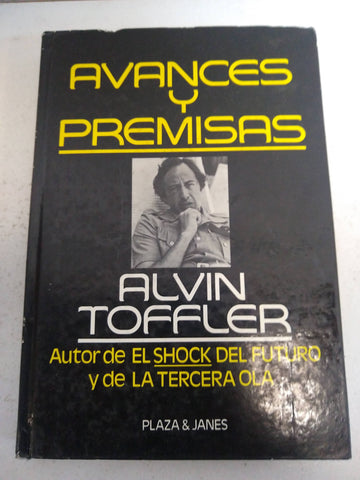 AVANCES
Y
PREMISAS
ALVIN
TOFFLER
Autor de EL SHOCK DEL FUTURO
y de LA TERCERA OLA
PLAZA & JANES